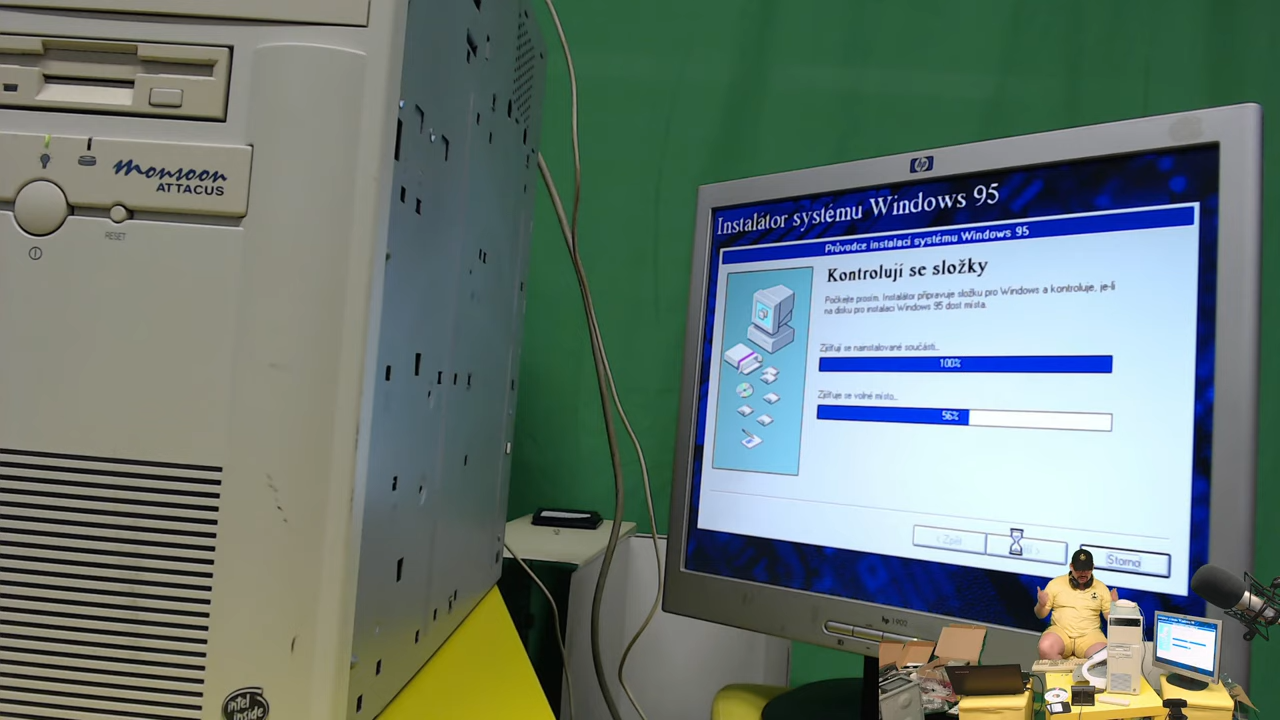 Monsoon
ATTACUS
RESET
intel
inside
hp
Instalátor systému Windows 95
Průvodce instalací systému Windows 95
Kontrolují se složky
Počkejte prosím. Instalátor připravuje složku pro Windows a kontroluje, je-li
na disku pro instalaci Windows 95 dost místa.
Zjišťují se nainstalované součásti...
100%
Zjišťuje se volné místo...
56%
< Zpět
Storno
hp 1902